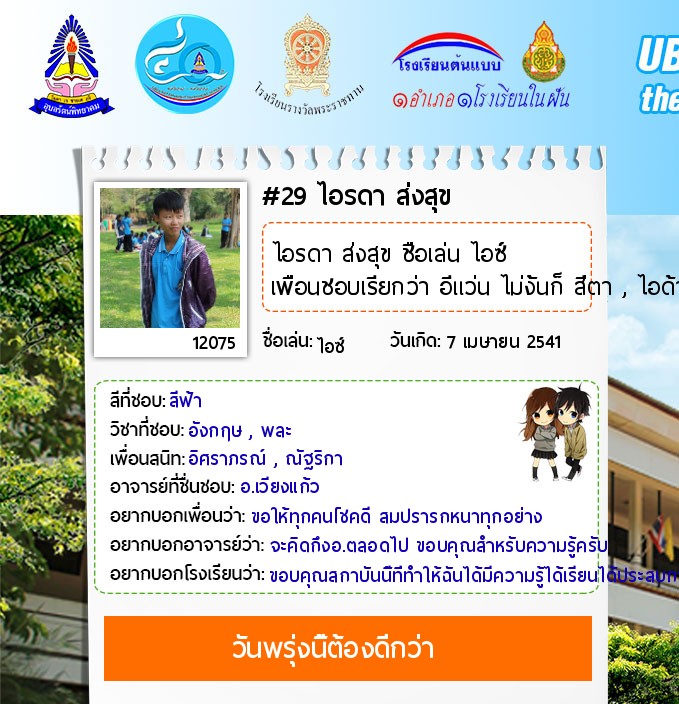 อุบลรัตน์พิทยาคม
โรงเรียนรางวัลพระราชทาน
โรงเรียนต้นแบบ
๑อำเภอ๑โรงเรียนในฝัน
UB
the
#29 ไอรดา ส่งสุข
ไอรดา ส่งสุข ชื่อเล่น ไอซ์
เพื่อนชอบเรียกว่า อีแว่น ไม่งั้นก็ สีตา , ไอด้า
12075
ชื่อเล่น: ไอซ์ วันเกิด: 7 เมษายน 2541
สีที่ชอบ: สีฟ้า
วิชาที่ชอบ: อังกฤษ , พละ
เพื่อนสนิท: อิศราภรณ์ , ณัฐริกา
อาจารย์ที่ชื่นชอบ: อ.เวียงแก้ว
อยากบอกเพื่อนว่า: ขอให้ทุกคนโชคดี สมปรารถหนาทุกอย่าง
อยากบอกอาจารย์ว่า: จะคิดถึงอ.ตลอดไป ขอบคุณสำหรับความรู้ครับ
อยากบอกโรงเรียนว่า: ขอบคุณสถาบันนี้ที่ทำให้ฉันได้มีความรู้ได้เรียนได้ประสบก
วันพรุ่งนี้ต้องดีกว่า